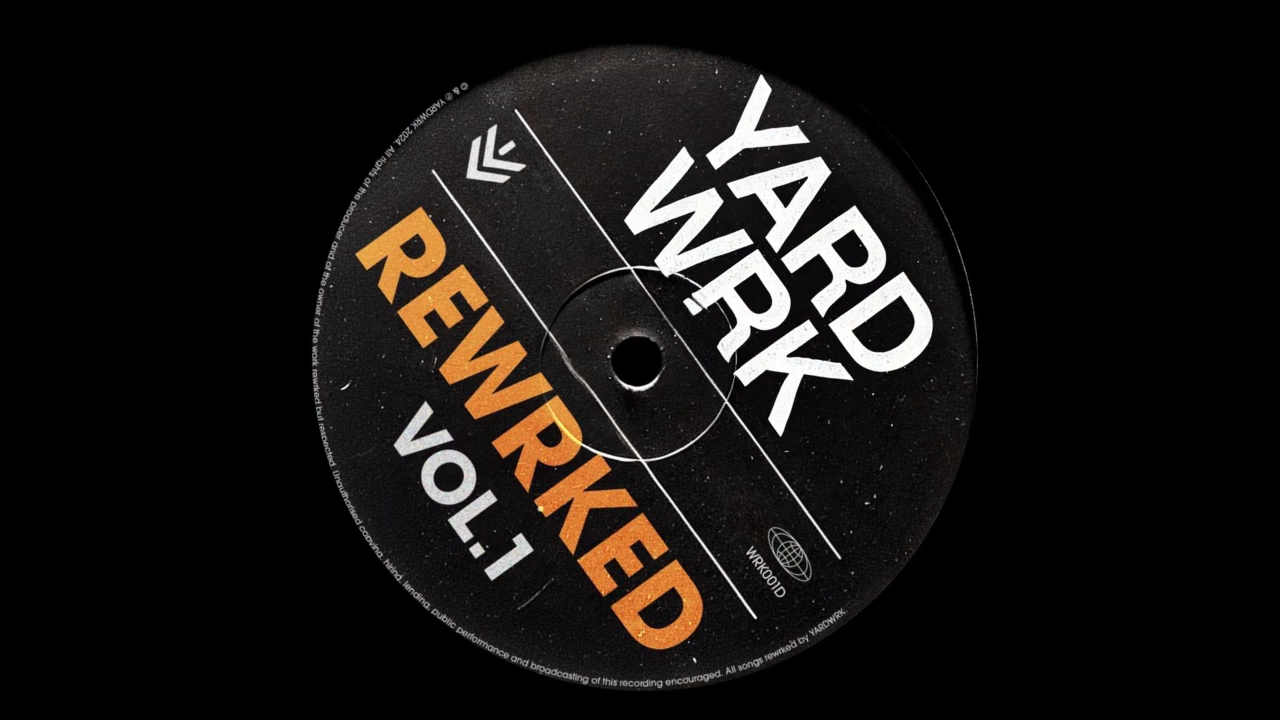 YARD
WRK
REWRKED
VOL.1
WRK001D
© & ℗ YARDWRK 2024. All rights of the producer and of the owner of the work rewrked but respected. Unauthorised copying, hiring, lending, public performance and broadcasting of this recording encouraged. All songs rewrked by YARDWRK